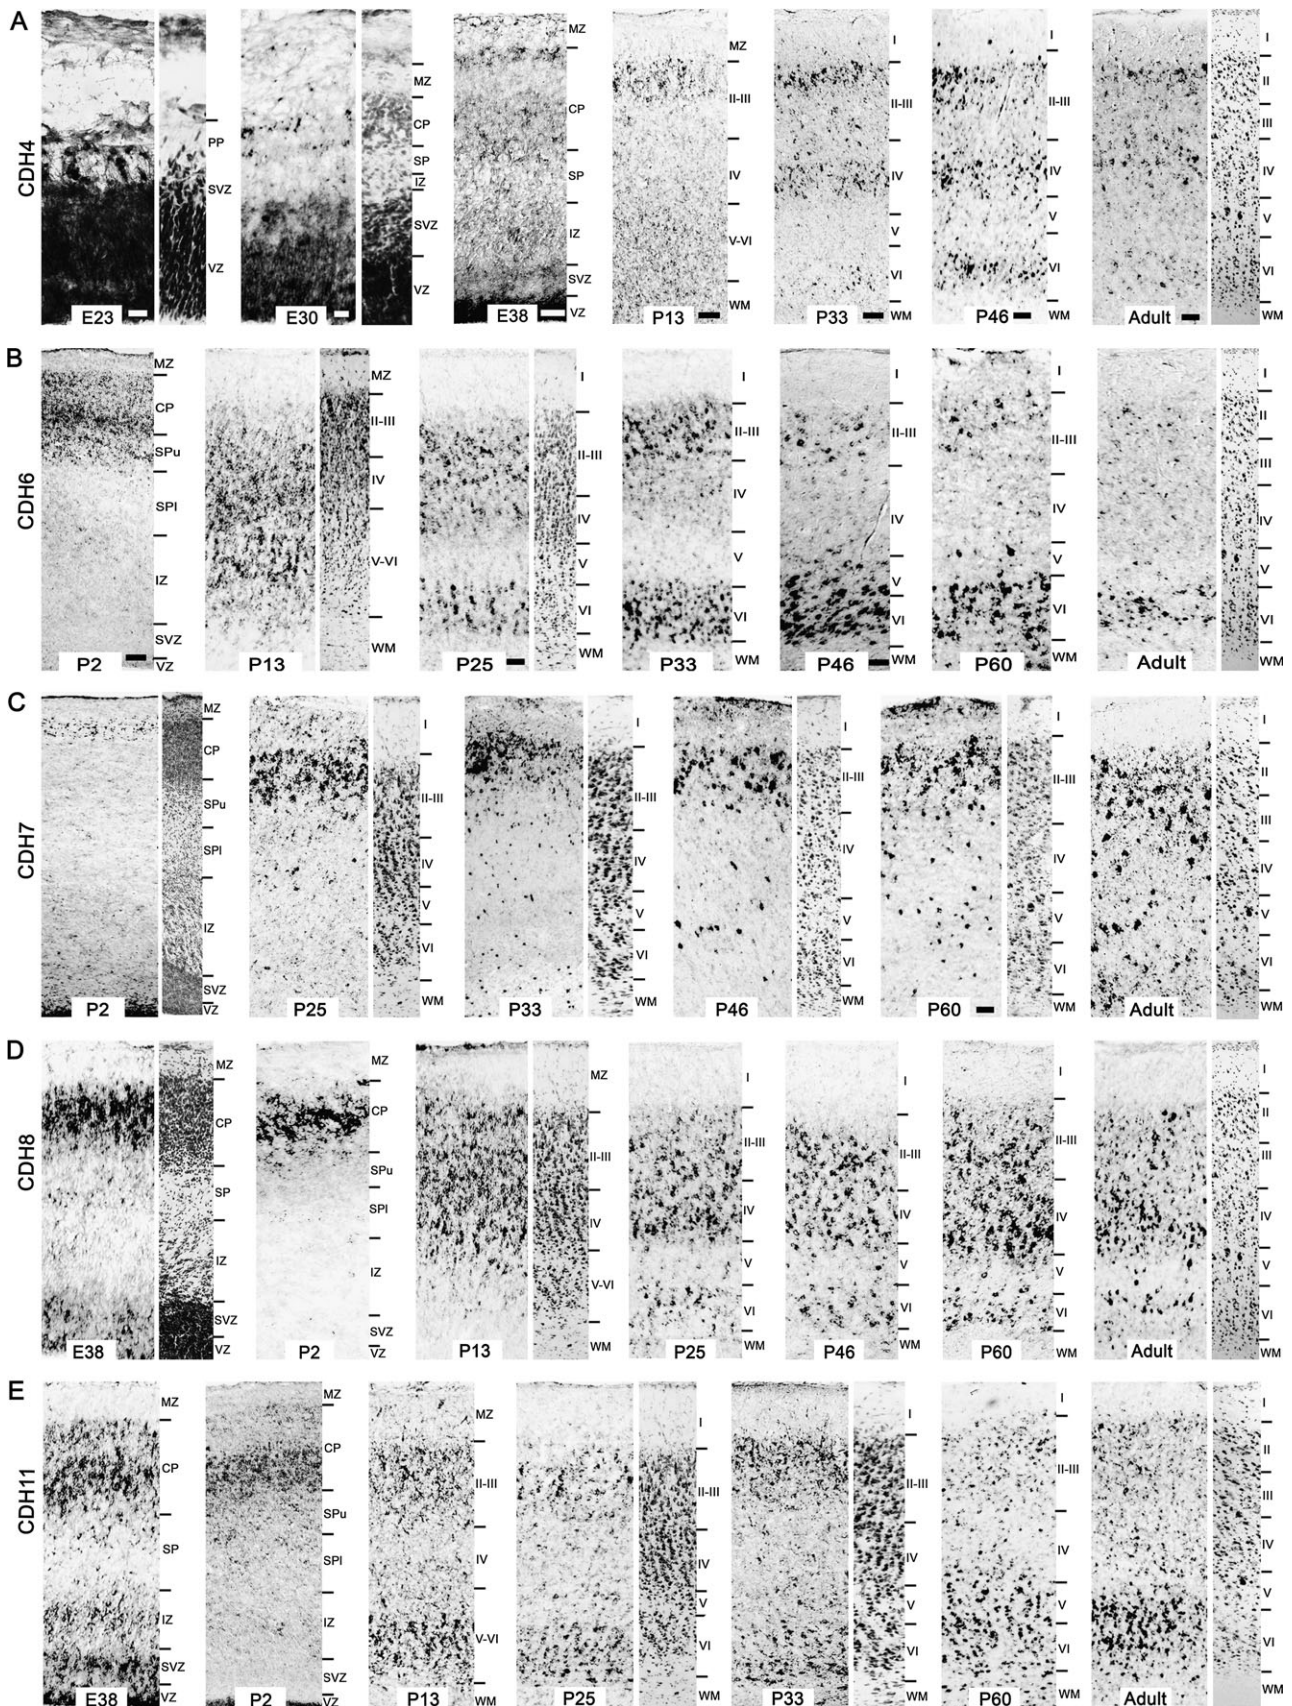 A
CDH4
PP
SVZ
VZ
E23
MZ
CP
SP
IZ
SVZ
VZ
E30
MZ
CP
SP
IZ
SVZ
VZ
E38
MZ
II-III
IV
V-VI
WM
P13
I
II-III
IV
V
VI
WM
P33
I
II-III
IV
V
VI
WM
P46
I
II
III
IV
V
VI
WM
Adult
B
CDH6
MZ
CP
SPu
SPl
IZ
SVZ
VZ
P2
MZ
II-III
IV
V-VI
WM
P13
I
II-III
IV
V
VI
WM
P25
I
II-III
IV
V
VI
WM
P33
I
II-III
IV
V
VI
WM
P46
I
II-III
IV
V
VI
WM
P60
I
II
III
IV
V
VI
WM
Adult
C
CDH7
MZ
CP
SPu
SPl
IZ
SVZ
VZ
P2
I
II-III
IV
V
VI
WM
P25
I
II-III
IV
V
VI
WM
P33
I
II-III
IV
V
VI
WM
P46
I
II-III
IV
V
VI
WM
P60
I
II
III
IV
V
VI
WM
Adult
D
CDH8
MZ
CP
SP
IZ
SVZ
VZ
E38
MZ
CP
SPu
SPl
IZ
SVZ
VZ
P2
MZ
II-III
IV
V-VI
WM
P13
I
II-III
IV
V
VI
WM
P25
I
II-III
IV
V
VI
WM
P46
I
II-III
IV
V
VI
WM
P60
I
II
III
IV
V
VI
WM
Adult
E
CDH11
MZ
CP
SP
IZ
SVZ
VZ
E38
MZ
CP
SPu
SPl
IZ
SVZ
VZ
P2
MZ
II-III
IV
V-VI
WM
P13
I
II-III
IV
V
VI
WM
P25
I
II-III
IV
V
VI
WM
P33
I
II-III
IV
V
VI
WM
P60
I
II
III
IV
V
VI
WM
Adult